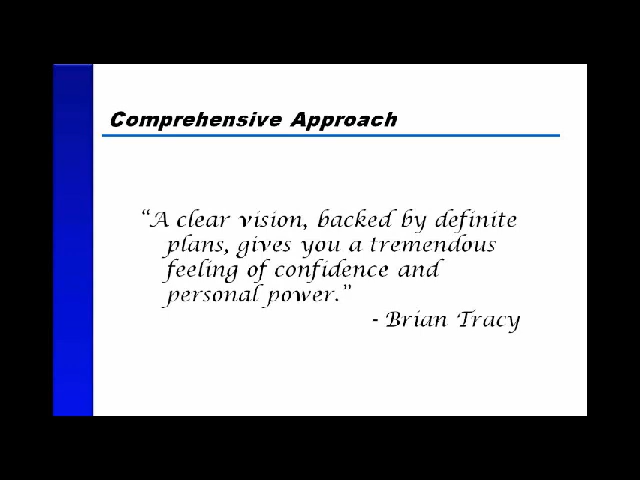 Comprehensive Approach
“A clear vision, backed by definite
plans, gives you a tremendous
feeling of confidence and
personal power.”
- Brian Tracy